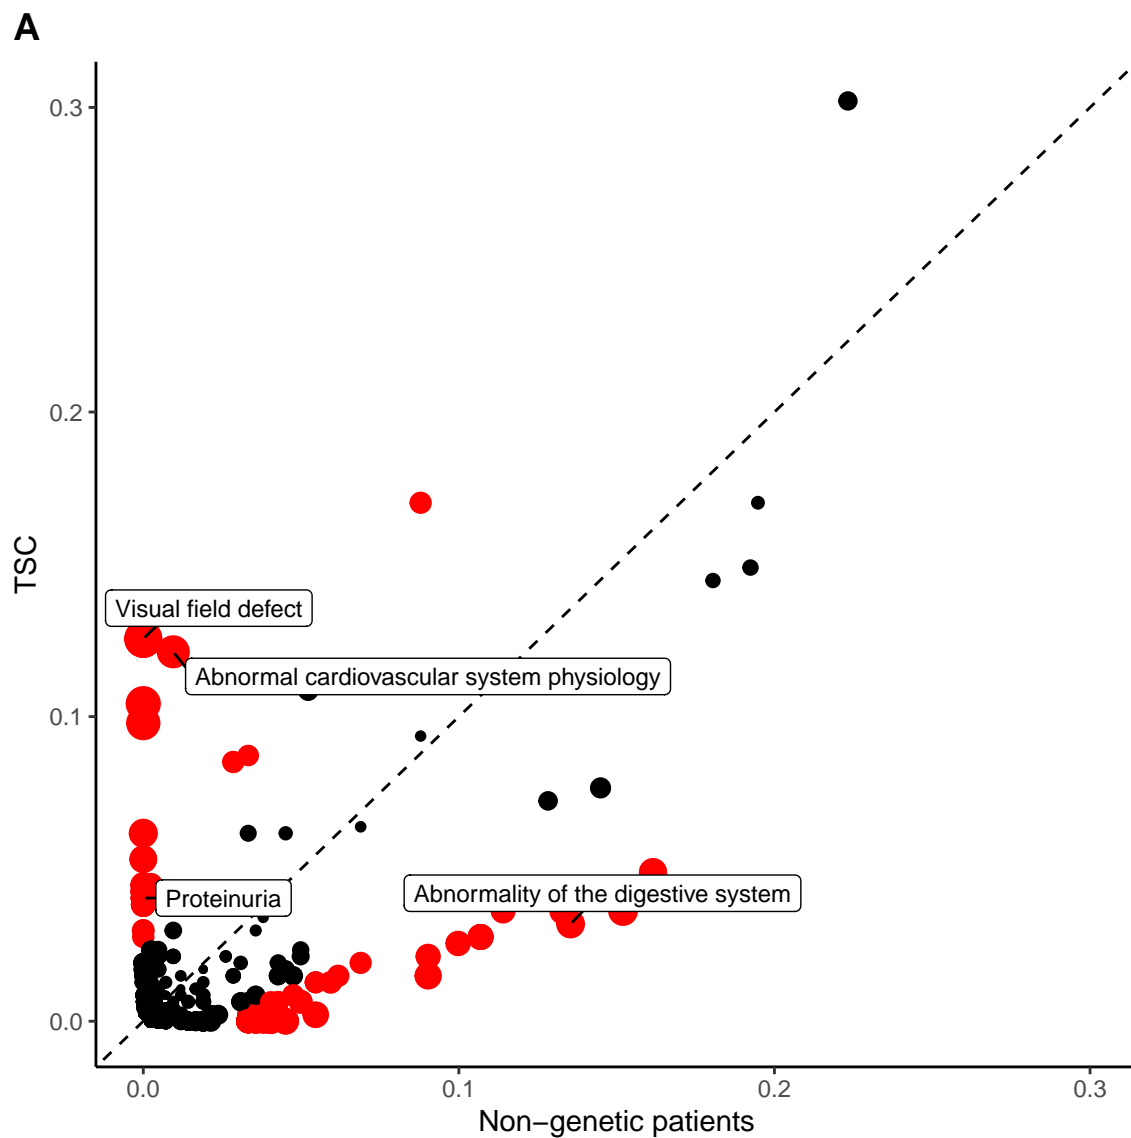 A
0.3
0.2
0.1
0.0
TSC
Visual field defect
Abnormal cardiovascular system physiology
Proteinuria
Abnormality of the digestive system
0.0
0.1
0.2
0.3
Non−genetic patients